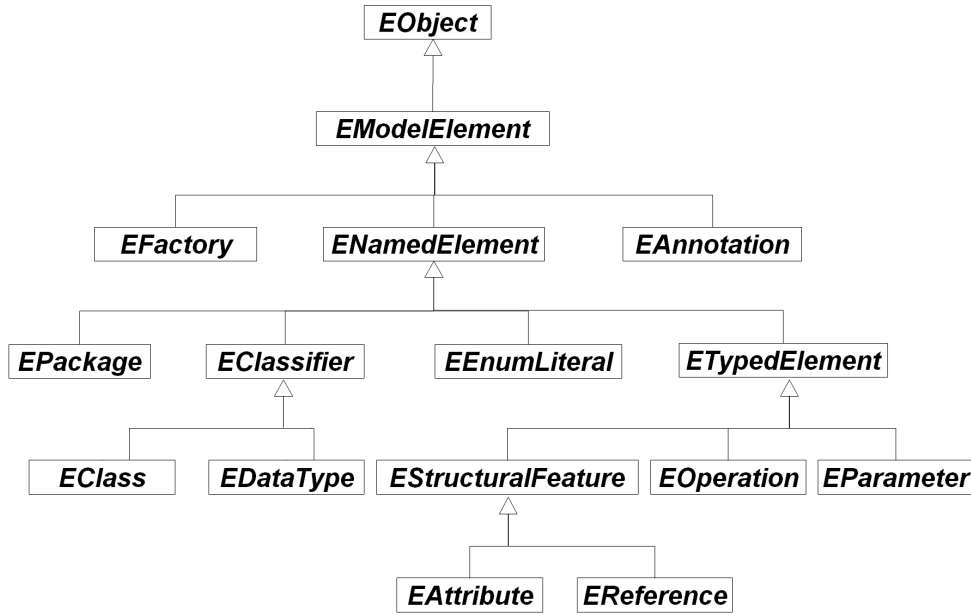 EObject
EModelElement
EFactory
ENamedElement
EAnnotation
EPackage
EClassifier
EEnumLiteral
ETypedElement
EClass
EDataType
EStructuralFeature
EOperation
EParameter
EAttribute
EReference